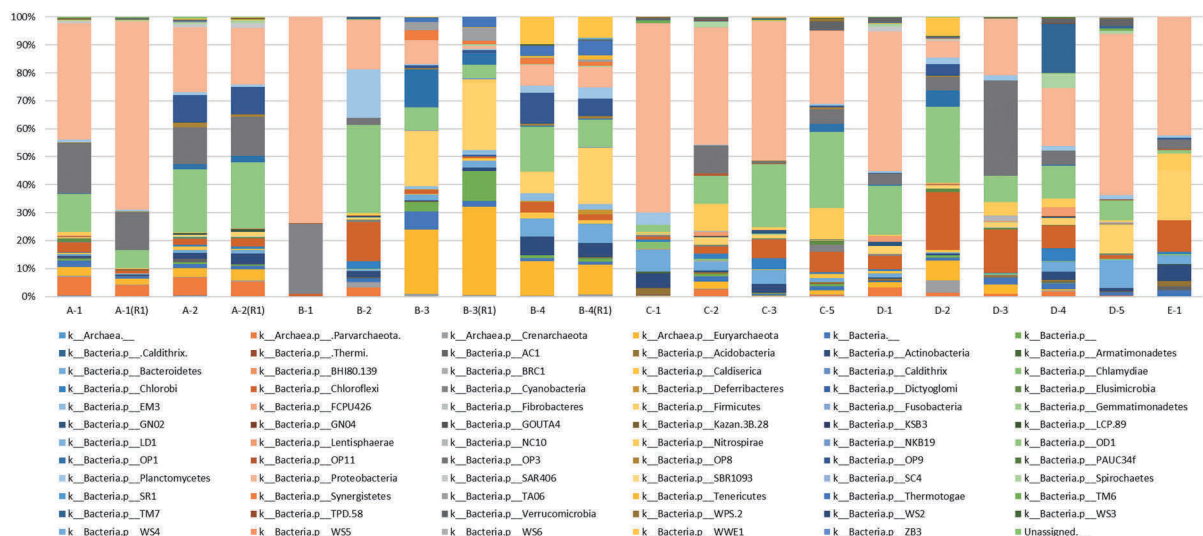 100%
90%
80%
70%
60%
50%
40%
30%
20%
10%
0%
A-1 A-1(R1) A-2 A-2(R1) B-1 B-2 B-3 B-3(R1) B-4 B-4(R1) C-1 C-2 C-3 C-5 D-1 D-2 D-3 D-4 D-5 E-1
k__Archaea.__ k__Archaea.p__.Parvarchaeota. k__Archaea.p__Crenarchaeota k__Archaea.p__Euryarchaeota k__Bacteria.__ k__Bacteria.p__
k__Bacteria.p__.Caldithrix. k__Bacteria.p__.Thermi. k__Bacteria.p__AC1 k__Bacteria.p__Acidobacteria k__Bacteria.p__Actinobacteria k__Bacteria.p__Armatimonadetes
k__Bacteria.p__Bacteroidetes k__Bacteria.p__BHI80.139 k__Bacteria.p__BRC1 k__Bacteria.p__Caldiserica k__Bacteria.p__Caldithrix k__Bacteria.p__Chlamydiae
k__Bacteria.p__Chlorobi k__Bacteria.p__Chloroflexi k__Bacteria.p__Cyanobacteria k__Bacteria.p__Deferribacteres k__Bacteria.p__Dictyoglomi k__Bacteria.p__Elusimicrobia
k__Bacteria.p__EM3 k__Bacteria.p__FCPU426 k__Bacteria.p__Fibrobacteres k__Bacteria.p__Firmicutes k__Bacteria.p__Fusobacteria k__Bacteria.p__Gemmatimonadetes
k__Bacteria.p__GN02 k__Bacteria.p__GN04 k__Bacteria.p__GOUTA4 k__Bacteria.p__Kazan.3B.28 k__Bacteria.p__KSB3 k__Bacteria.p__LCP.89
k__Bacteria.p__LD1 k__Bacteria.p__Lentisphaerae k__Bacteria.p__NC10 k__Bacteria.p__Nitrospirae k__Bacteria.p__NKB19 k__Bacteria.p__OD1
k__Bacteria.p__OP1 k__Bacteria.p__OP11 k__Bacteria.p__OP3 k__Bacteria.p__OP8 k__Bacteria.p__OP9 k__Bacteria.p__PAUC34f
k__Bacteria.p__Planctomycetes k__Bacteria.p__Proteobacteria k__Bacteria.p__SAR406 k__Bacteria.p__SBR1093 k__Bacteria.p__SC4 k__Bacteria.p__Spirochaetes
k__Bacteria.p__SR1 k__Bacteria.p__Synergistetes k__Bacteria.p__TA06 k__Bacteria.p__Tenericutes k__Bacteria.p__Thermotogae k__Bacteria.p__TM6
k__Bacteria.p__TM7 k__Bacteria.p__TPD.58 k__Bacteria.p__Verrucomicrobia k__Bacteria.p__WPS.2 k__Bacteria.p__WS2 k__Bacteria.p__WS3
k__Bacteria.p__WS4 k__Bacteria.p__WS5 k__Bacteria.p__WS6 k__Bacteria.p__WWE1 k__Bacteria.p__ZB3 Unassigned.__